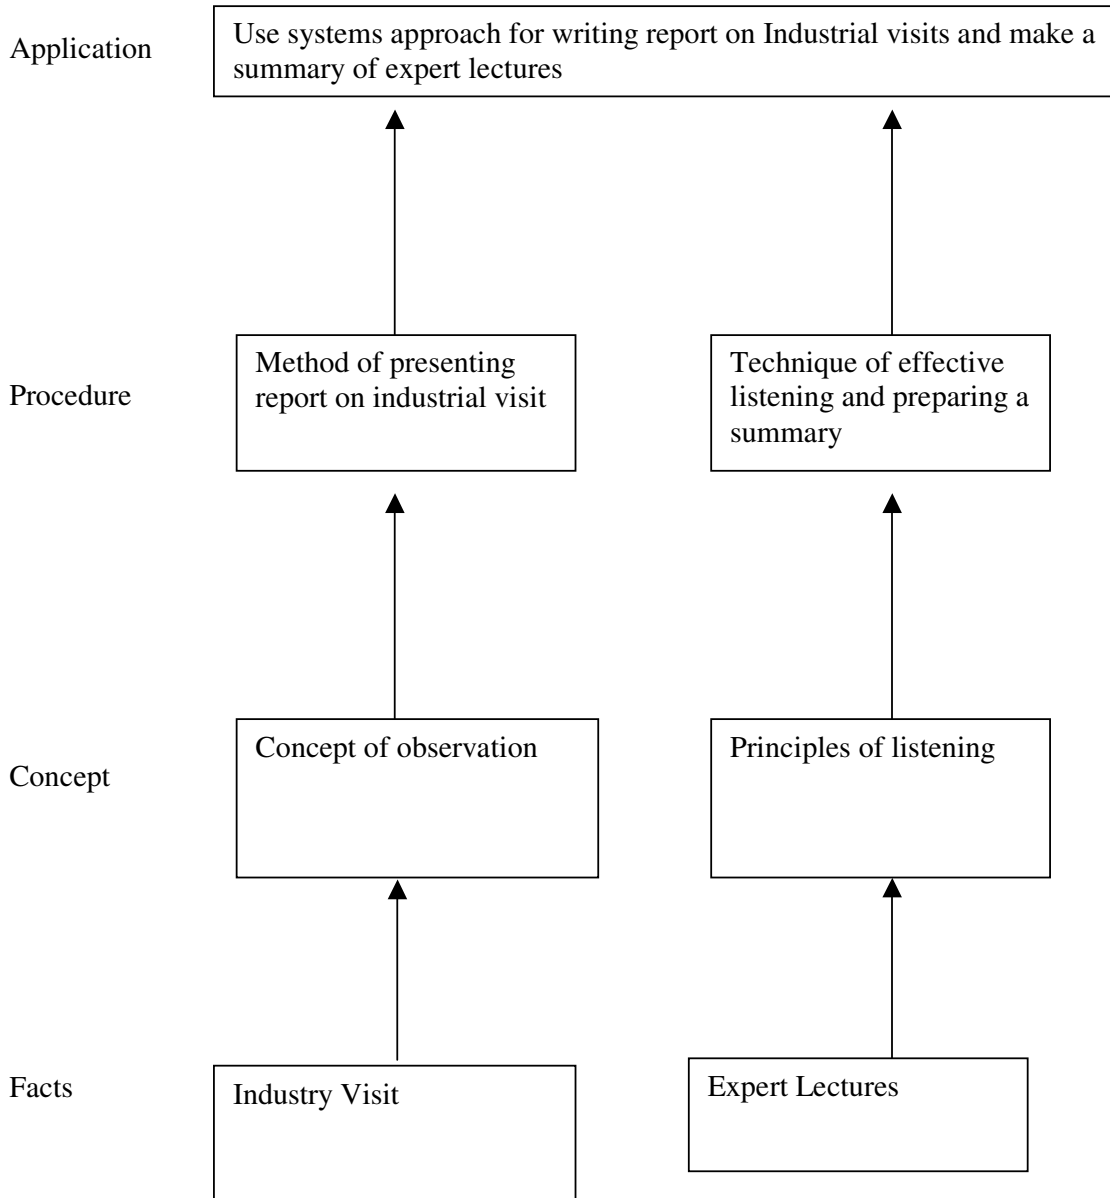 Application
Use systems approach for writing report on Industrial visits and make a
summary of expert lectures
Procedure
Method of presenting
report on industrial visit
Technique of effective
listening and preparing a
summary
Concept
Concept of observation
Principles of listening
Facts
Industry Visit
Expert Lectures